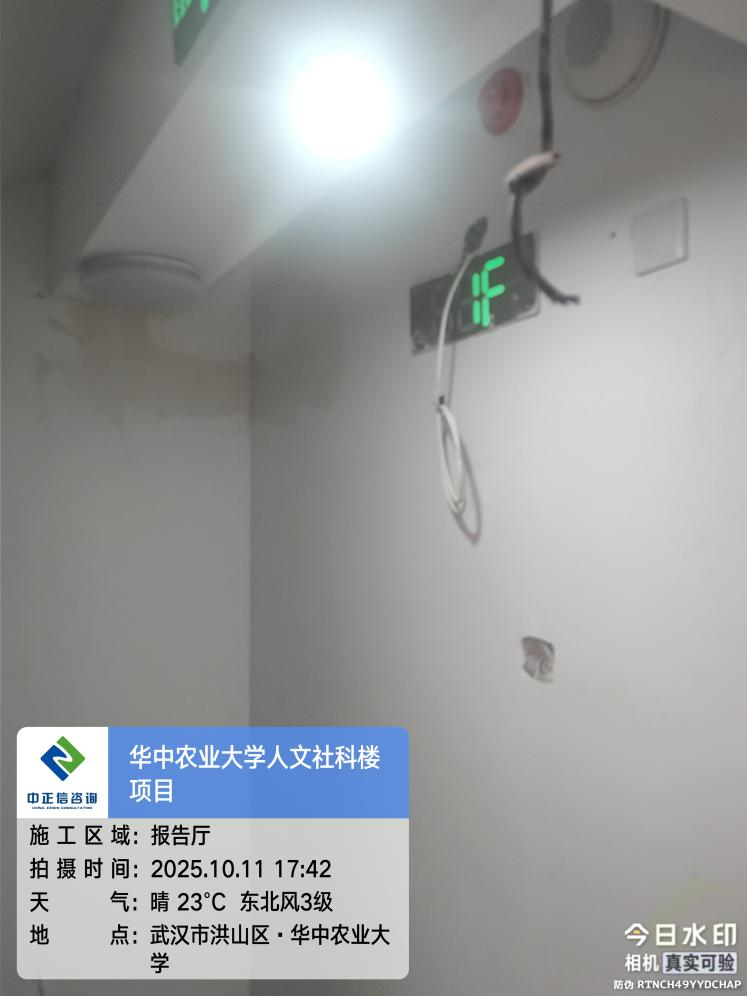 1F
华中农业大学人文社科楼
项目
中正信咨询
施工区域：报告厅
拍摄时间：2025.10.11 17:42
天气：晴 23℃ 东北风3级
地点：武汉市洪山区·华中农业大
学
今日水印
相机 真实可验
防伪 RTNCH49YYDCHAP